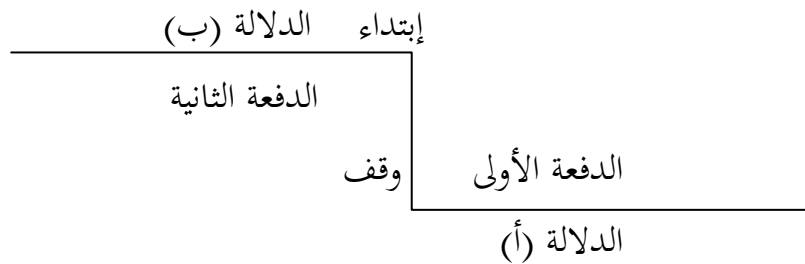 إبتداء الدلالة (ب)
الدفعة الثانية
الدفعة الأولى وقف
الدلالة (أ)